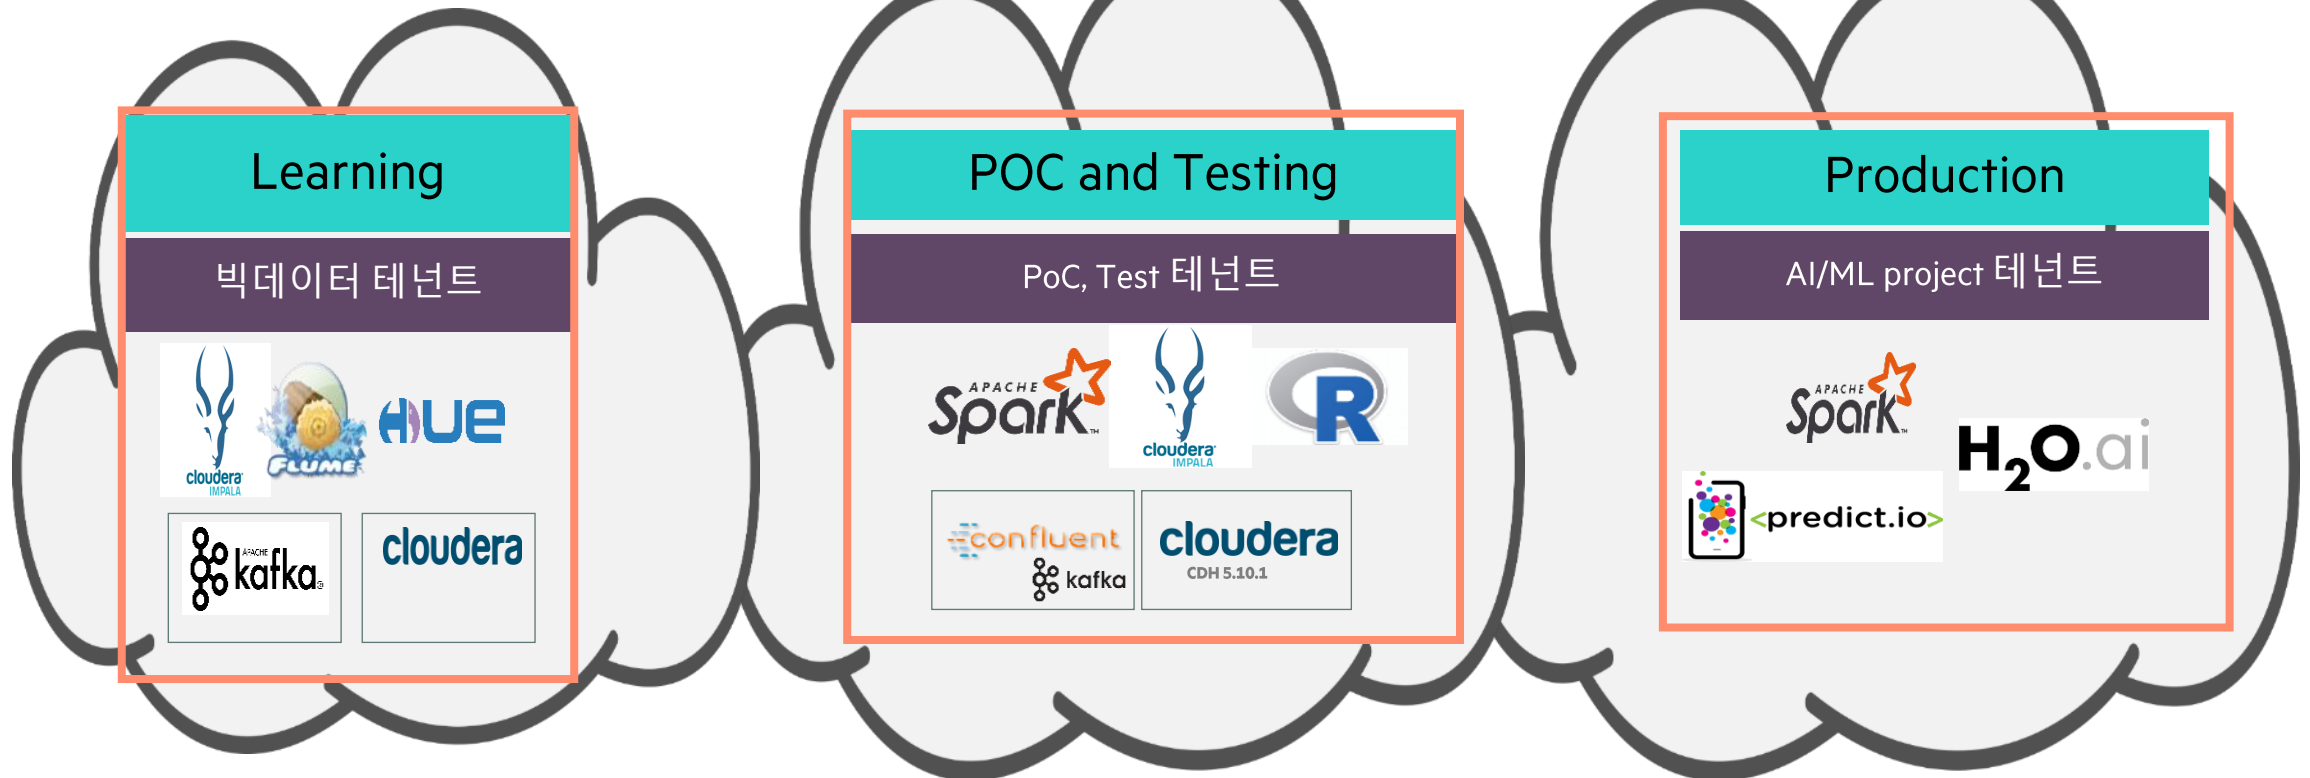 Learning
빅데이터 테넌트
cloudera
IMPALA
FLUME
HUE
APACHE
kafka
cloudera
POC and Testing
PoC, Test 테넌트
APACHE
Spark™
cloudera
IMPALA
R
confluent
kafka
cloudera
CDH 5.10.1
Production
AI/ML project 테넌트
APACHE
Spark™
H2O.ai
<predict.io>